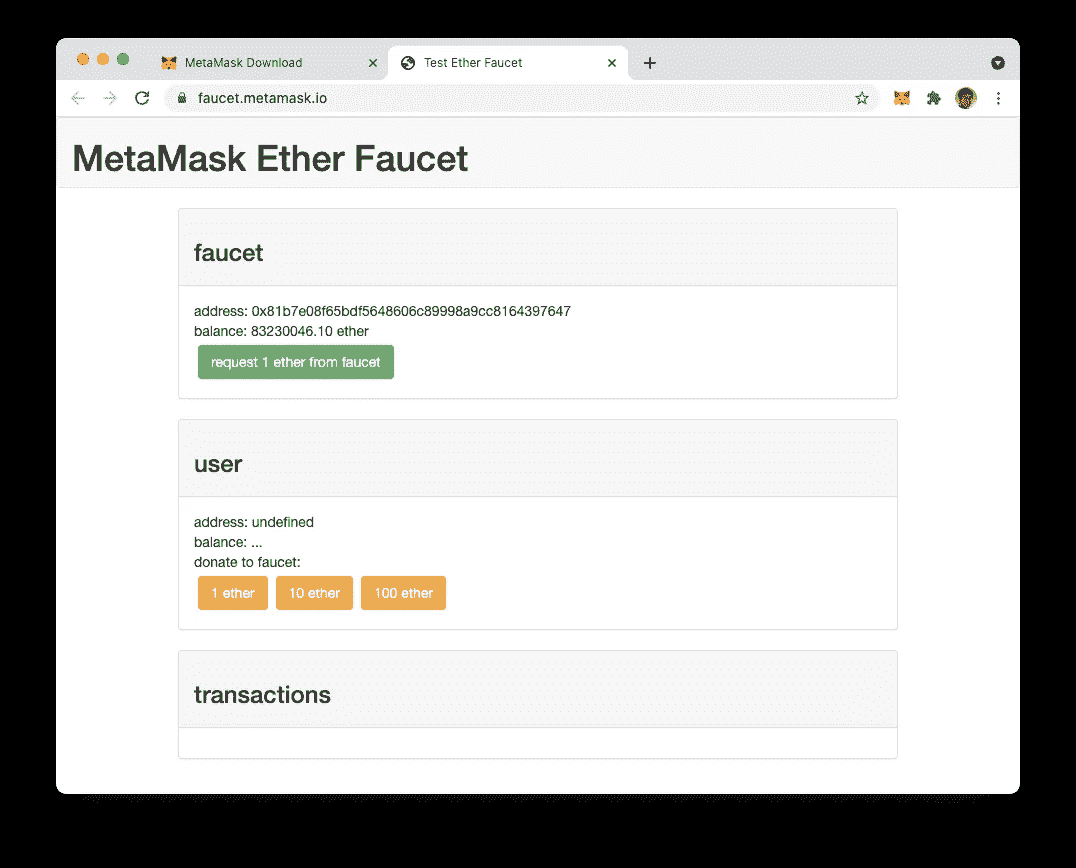 MetaMask Download
Test Ether Faucet
faucet.metamask.io
MetaMask Ether Faucet
faucet
address: 0x81b7e08f65bdf5648606c89998a9cc8164397647
balance: 83230046.10 ether
request 1 ether from faucet
user
address: undefined
balance: ...
donate to faucet:
1 ether 10 ether 100 ether
transactions